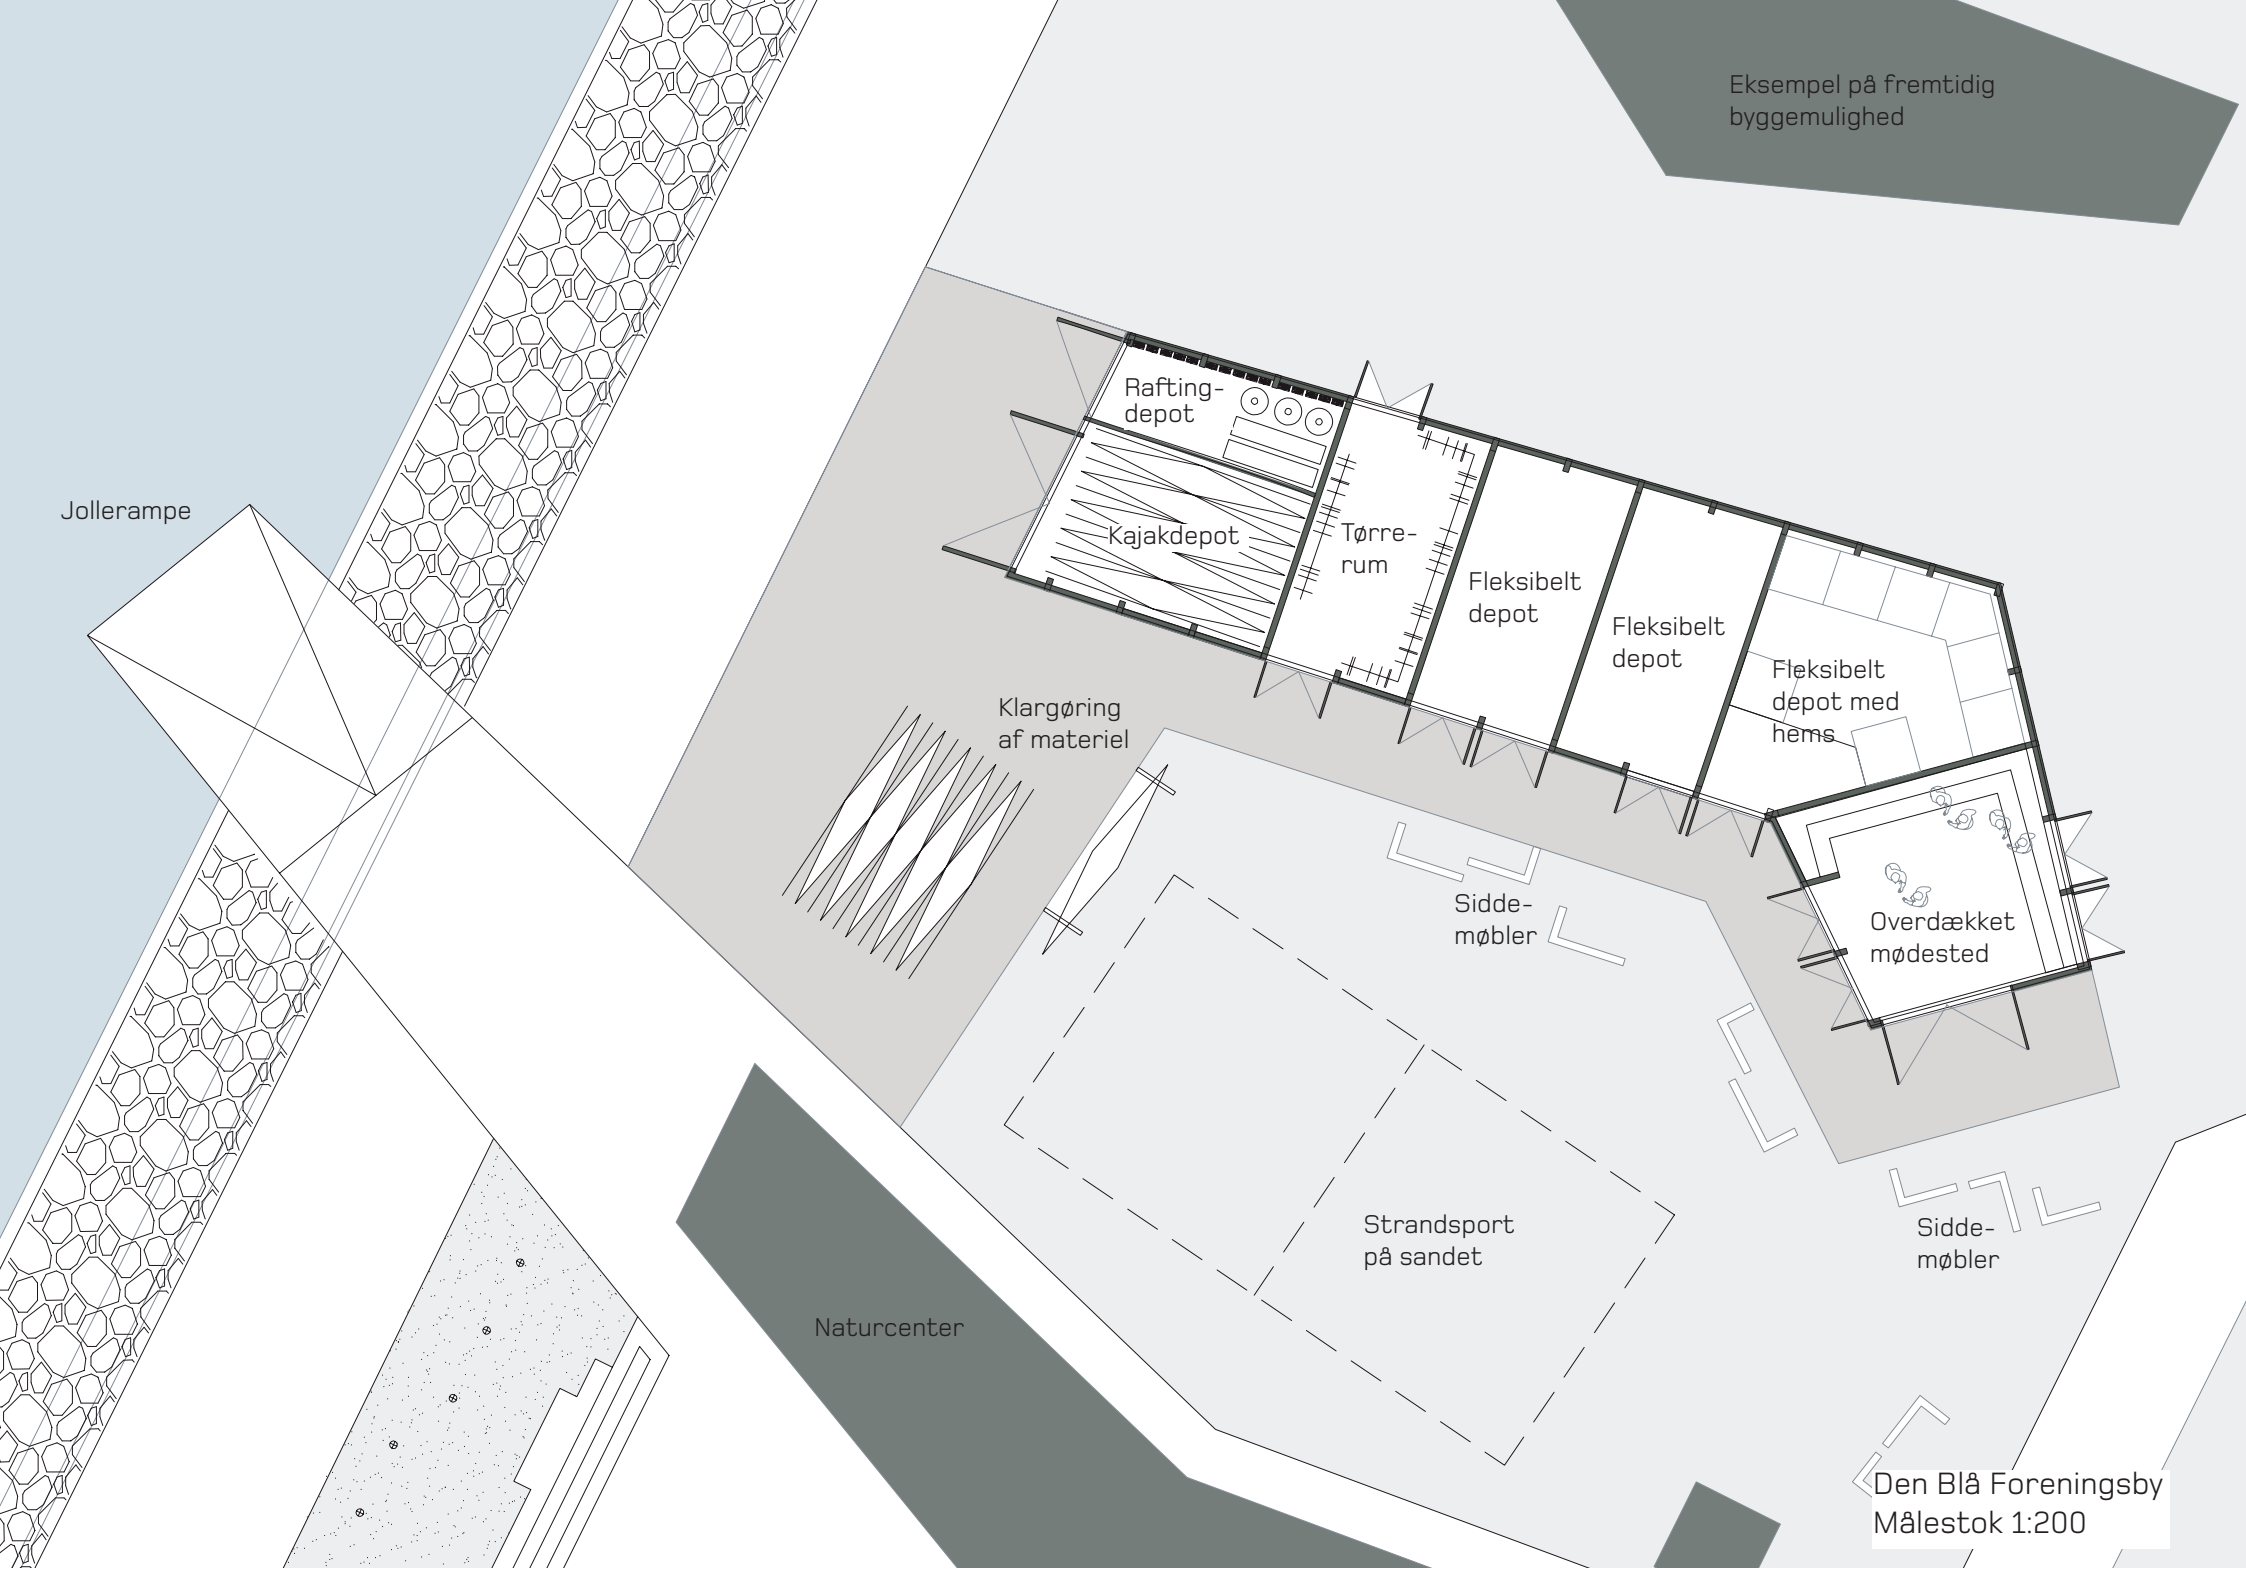 Eksempel på fremtidig
byggemulighed
Rafting-
depot
Jollerampe
Kajakdepot
Tørre-
rum
Fleksibelt
depot
Fleksibelt
depot
Fleksibelt
depot med
hems
Klargøring
af materiel
Sidde-
møbler
Overdækket
mødested
Strandsport
på sandet
Sidde-
møbler
Naturcenter
Den Blå Foreningsby
Målestok 1:200